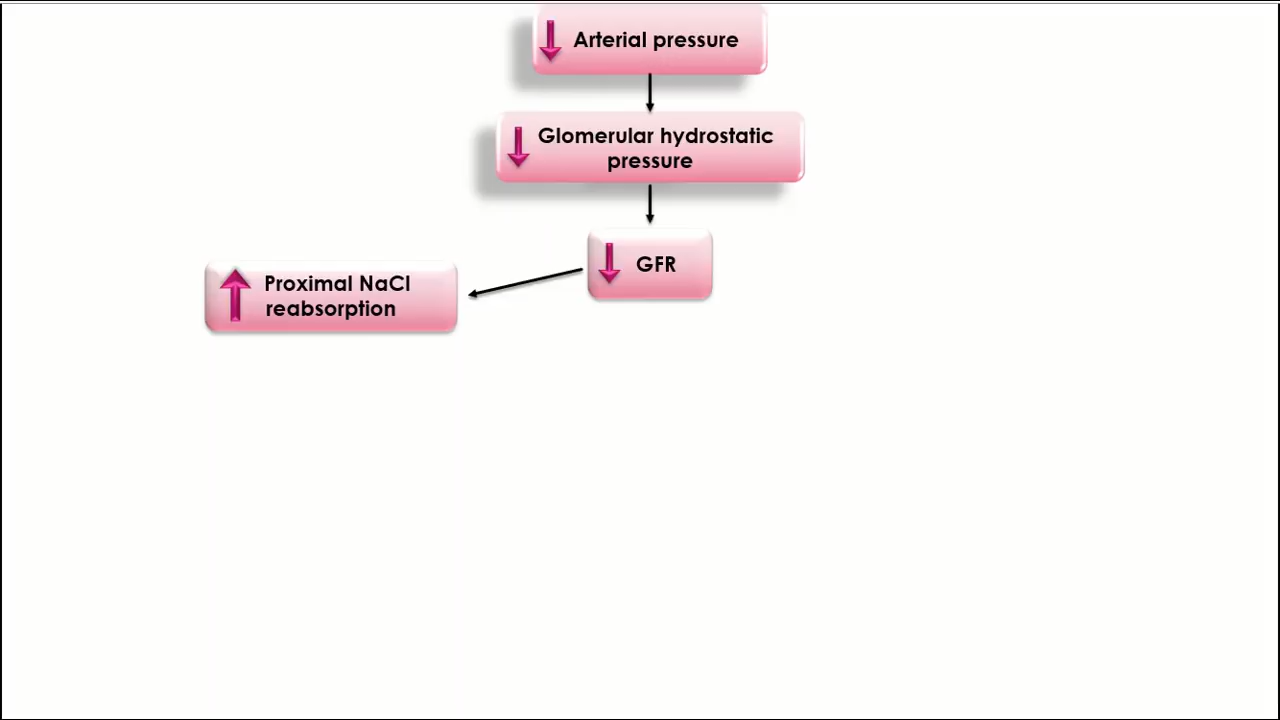 Arterial pressure
Glomerular hydrostatic
pressure
GFR
Proximal NaCl
reabsorption